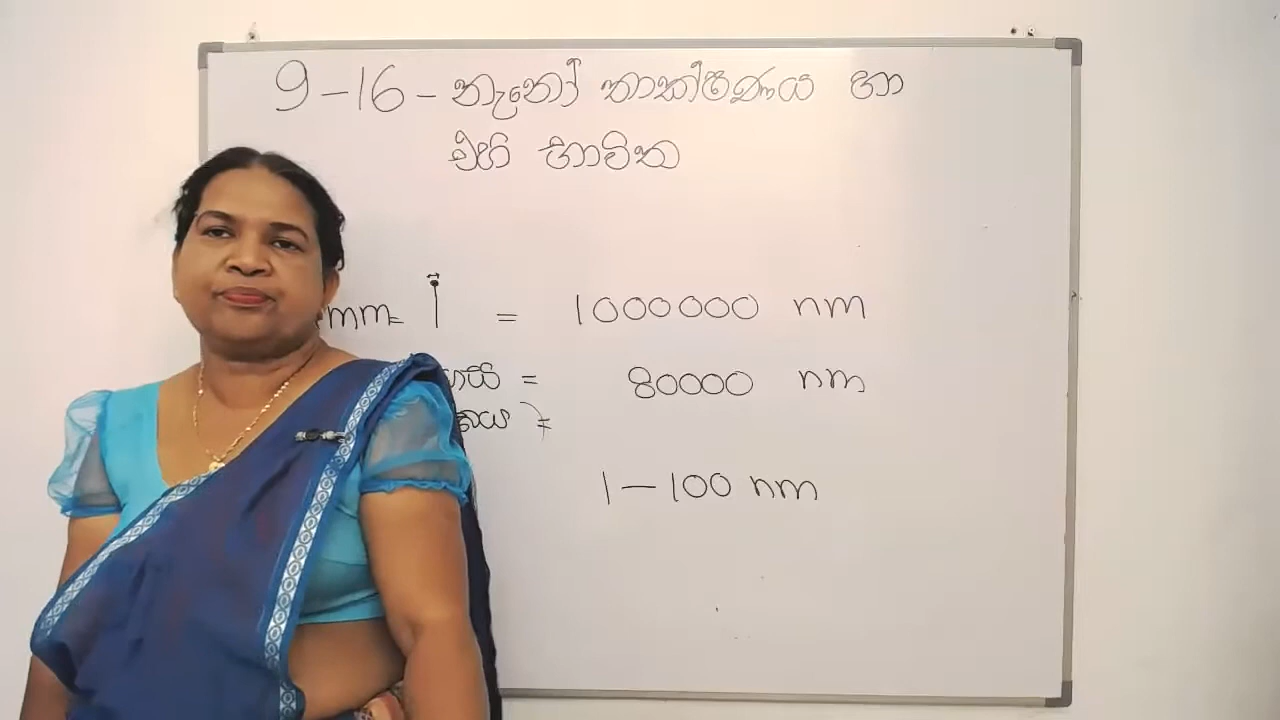 9-16 - නැනෝ තාක්ෂණය හා
එහි භාවිත
mm = 1 = 1000000 nm
= 80000 nm
=
1 - 100 nm